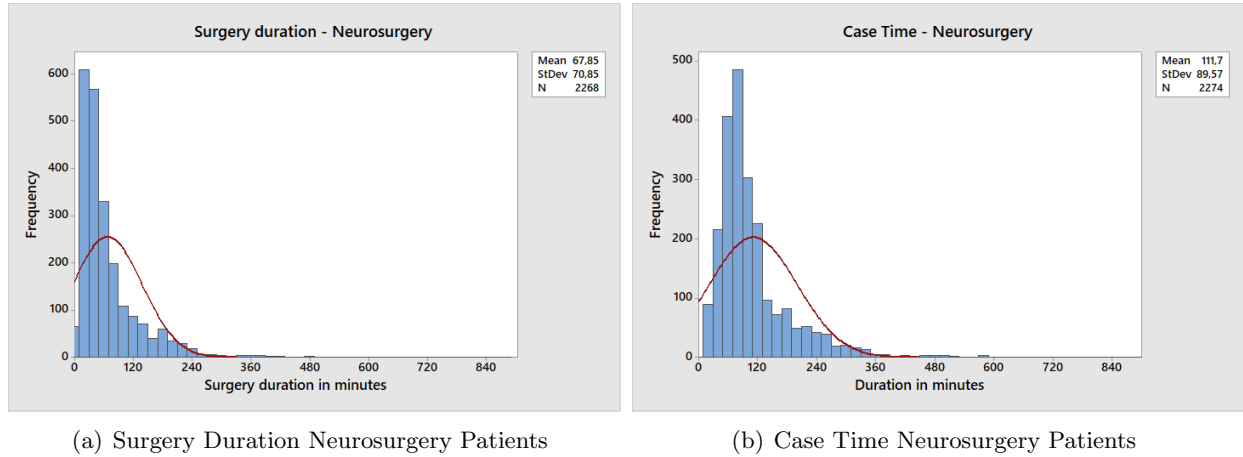 Surgery duration - Neurosurgery
Mean 67,85
StDev 70,85
N 2268
Frequency
600
500
400
300
200
100
0
0 120 240 360 480 600 720 840
Surgery duration in minutes
(a) Surgery Duration Neurosurgery Patients
Case Time - Neurosurgery
Mean 111,7
StDev 89,57
N 2274
Frequency
500
400
300
200
100
0
0 120 240 360 480 600 720 840
Duration in minutes
(b) Case Time Neurosurgery Patients